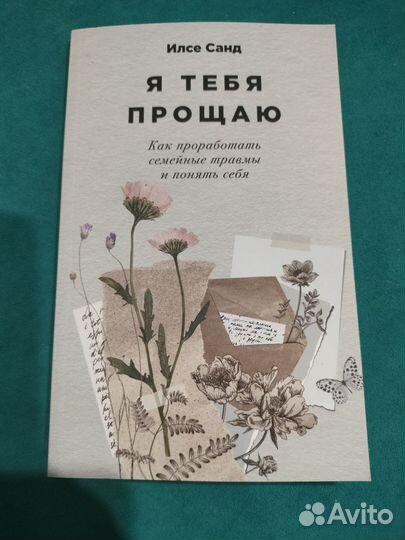 Илсе Санд
Я ТЕБЯ
ПРОЩАЮ
Как проработать
семейные травмы
и понять себя
Avito